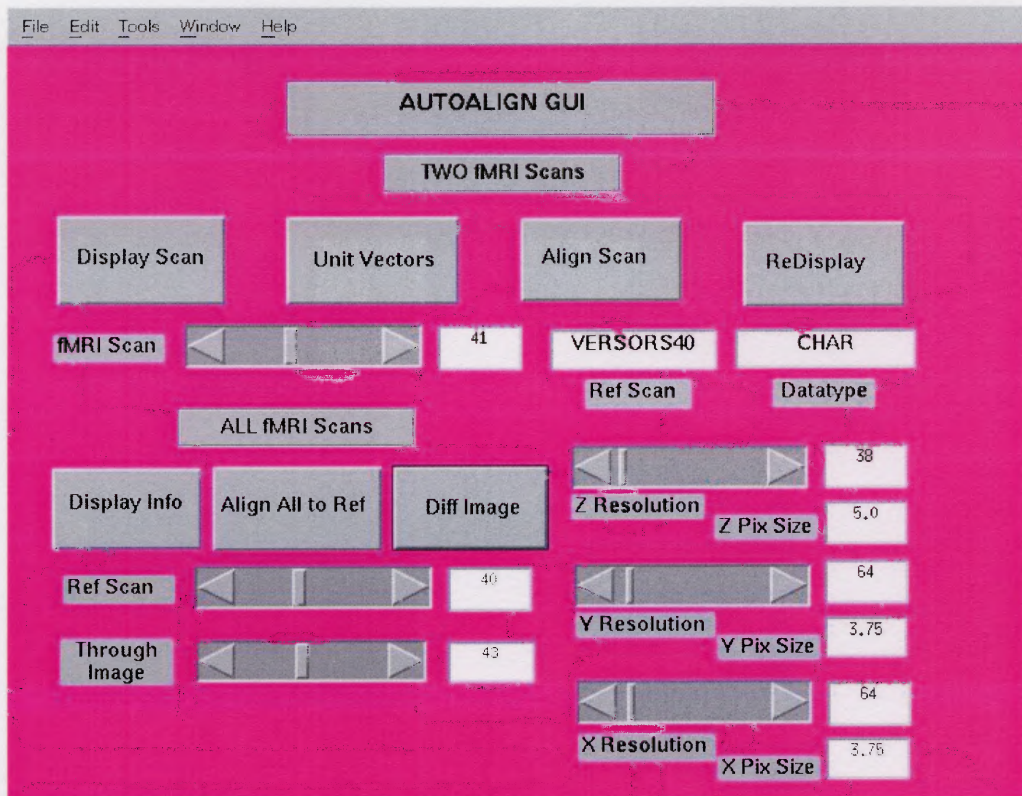 File Edit Tools Window Help
AUTOALIGN GUI
TWO fMRI Scans
Display Scan
Unit Vectors
Align Scan
ReDisplay
fMRI Scan
41
VERSORS40
CHAR
Ref Scan
Datatype
ALL fMRI Scans
Display Info
Align All to Ref
Diff Image
38
Z Resolution
Z Pix Size
5.0
Ref Scan
40
64
Y Resolution
Y Pix Size
3.75
Through
Image
43
64
X Resolution
X Pix Size
3.75